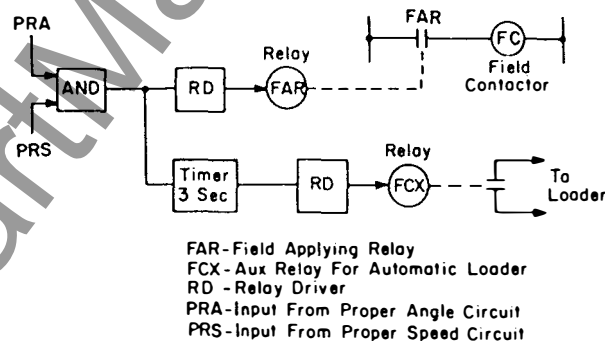 PRA
PRS
AND
RD
Relay
FAR
FAR
FC
Field
Contactor
Timer
3 Sec
RD
Relay
FCX
To
Loader
FAR-Field Applying Relay
FCX-Aux Relay For Automatic Loader
RD -Relay Driver
PRA-Input From Proper Angle Circuit
PRS-Input From Proper Speed Circuit